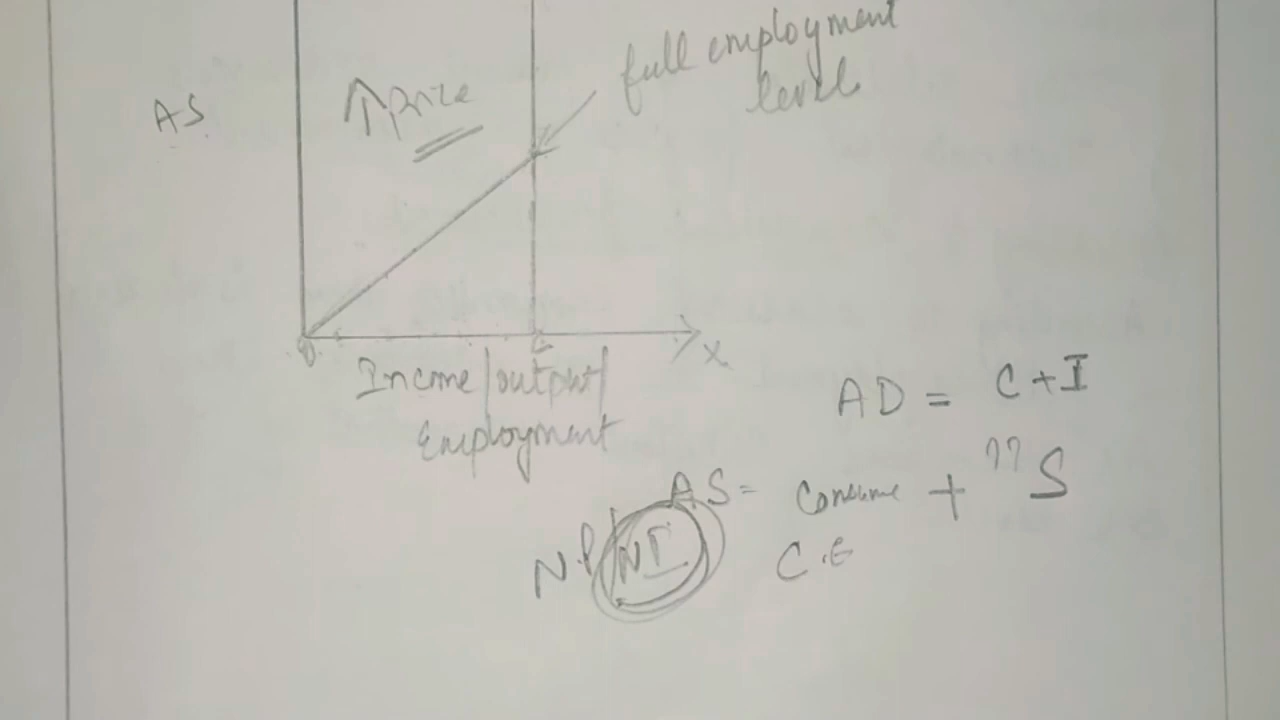 full employment
level
↑ price
AS
O
X
Income/output/
Employment
AD = C+I
AS = Consume + S
N.P/NI
C.E